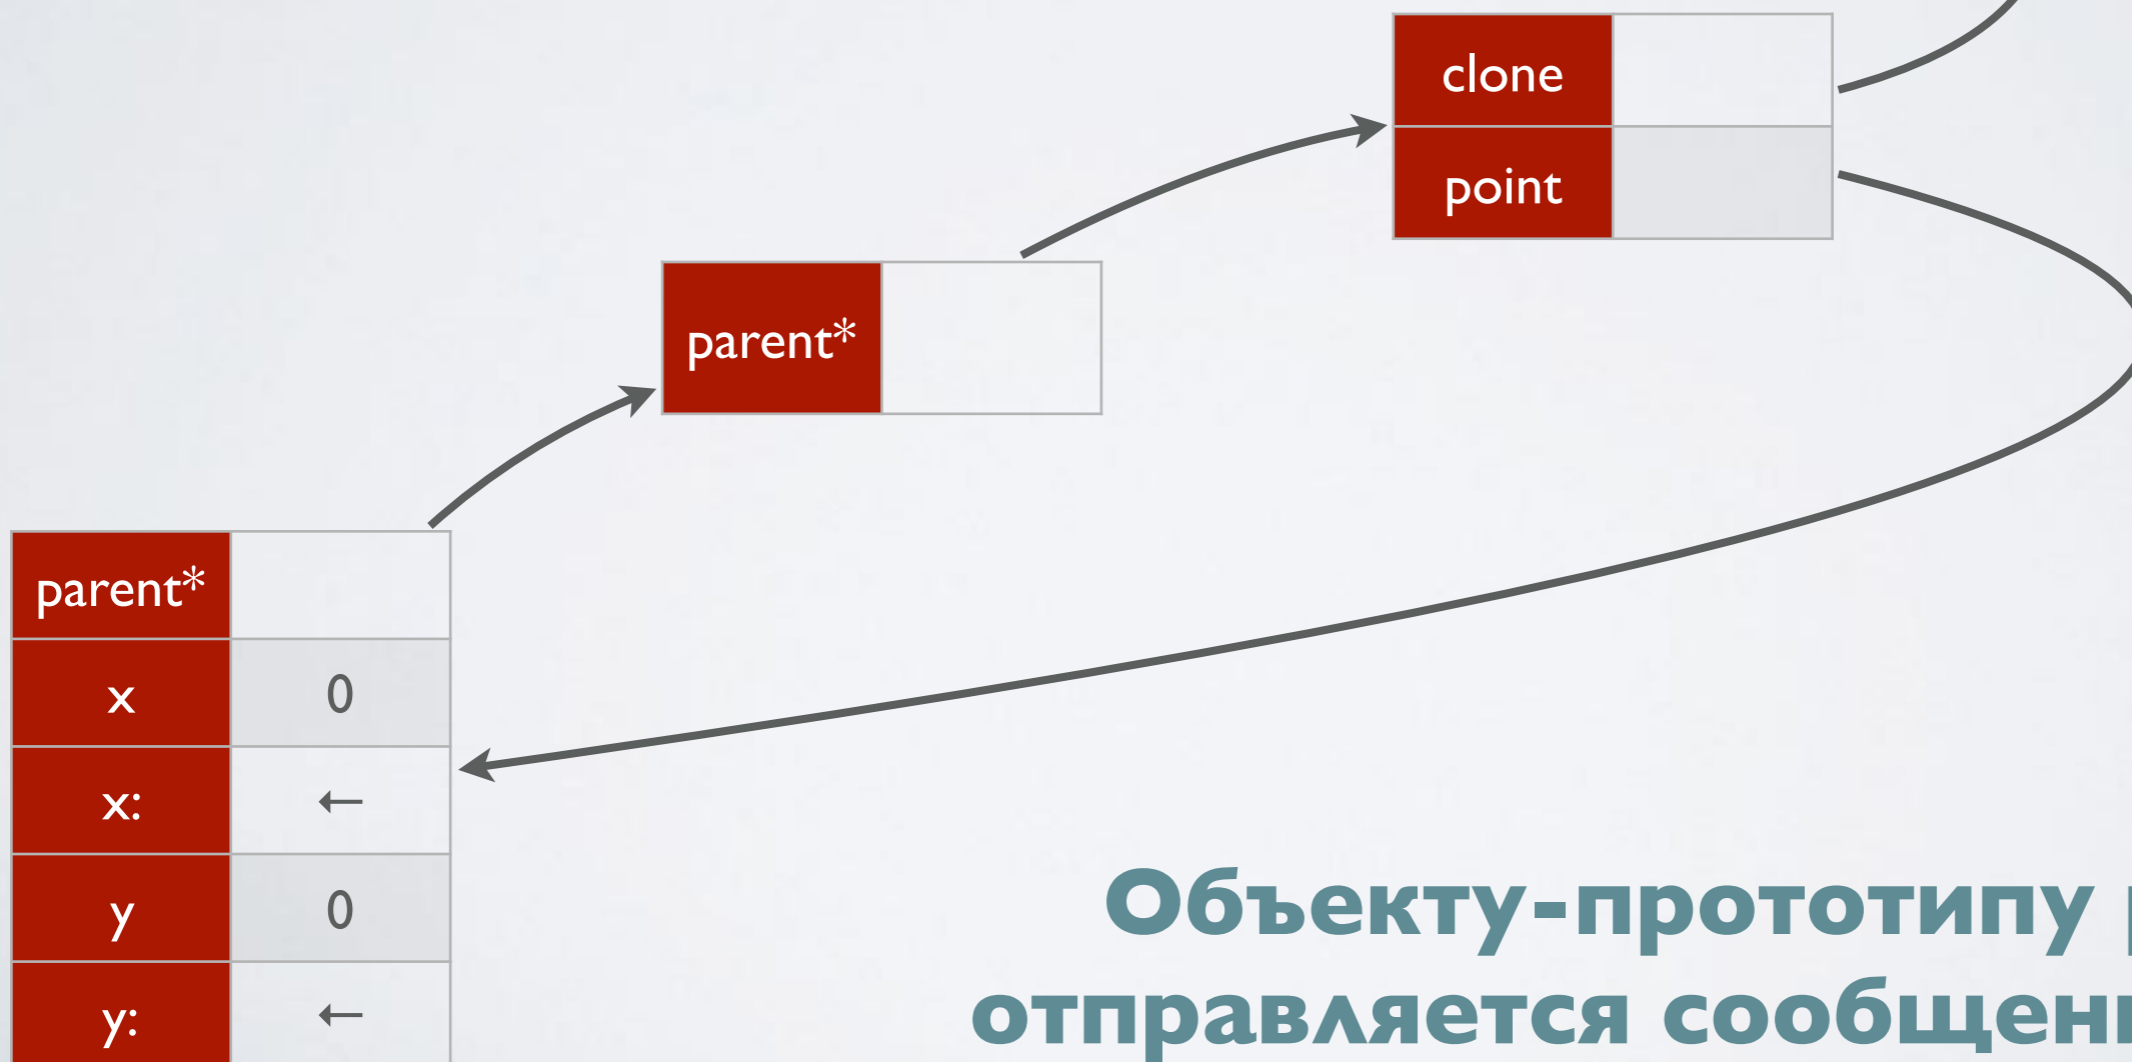 clone
point
parent*
parent*
x 0
x: ←
y 0
y: ←
Объекту-прототипу
отправляется